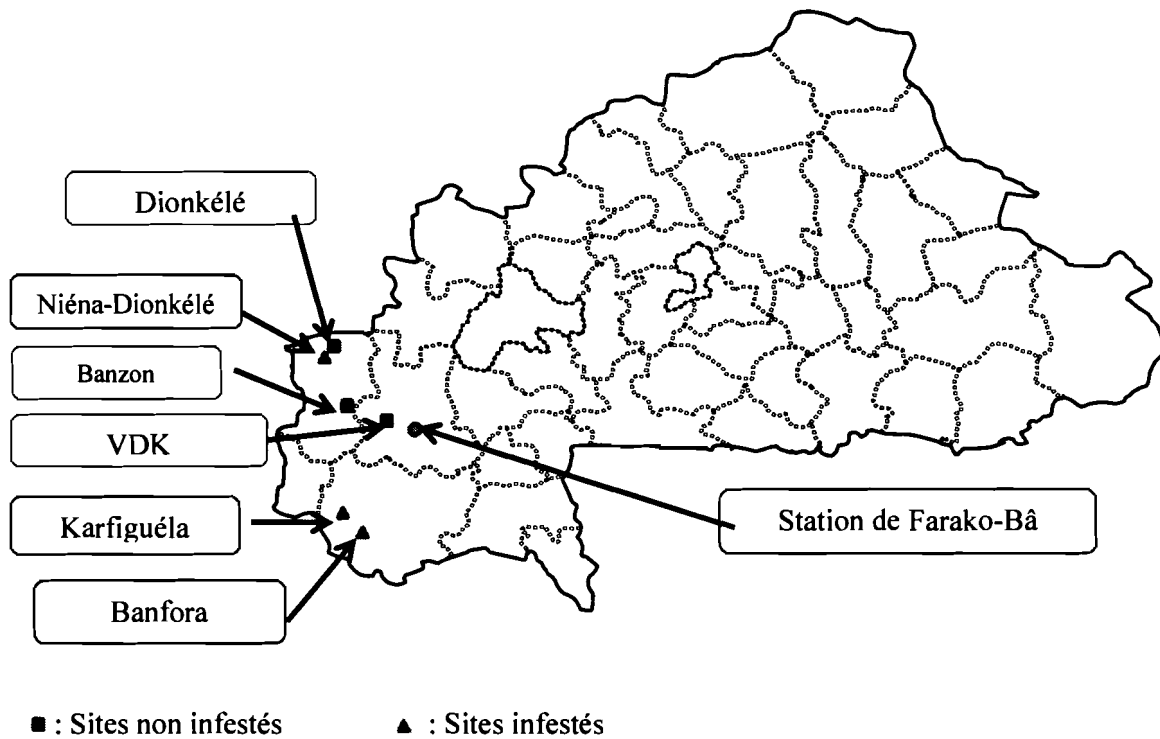 Dionkélé
Niéna-Dionkélé
Banzon
VDK
Karfiguéla
Station de Farako-Bâ
Banfora
■ : Sites non infestés ▲ : Sites infestés